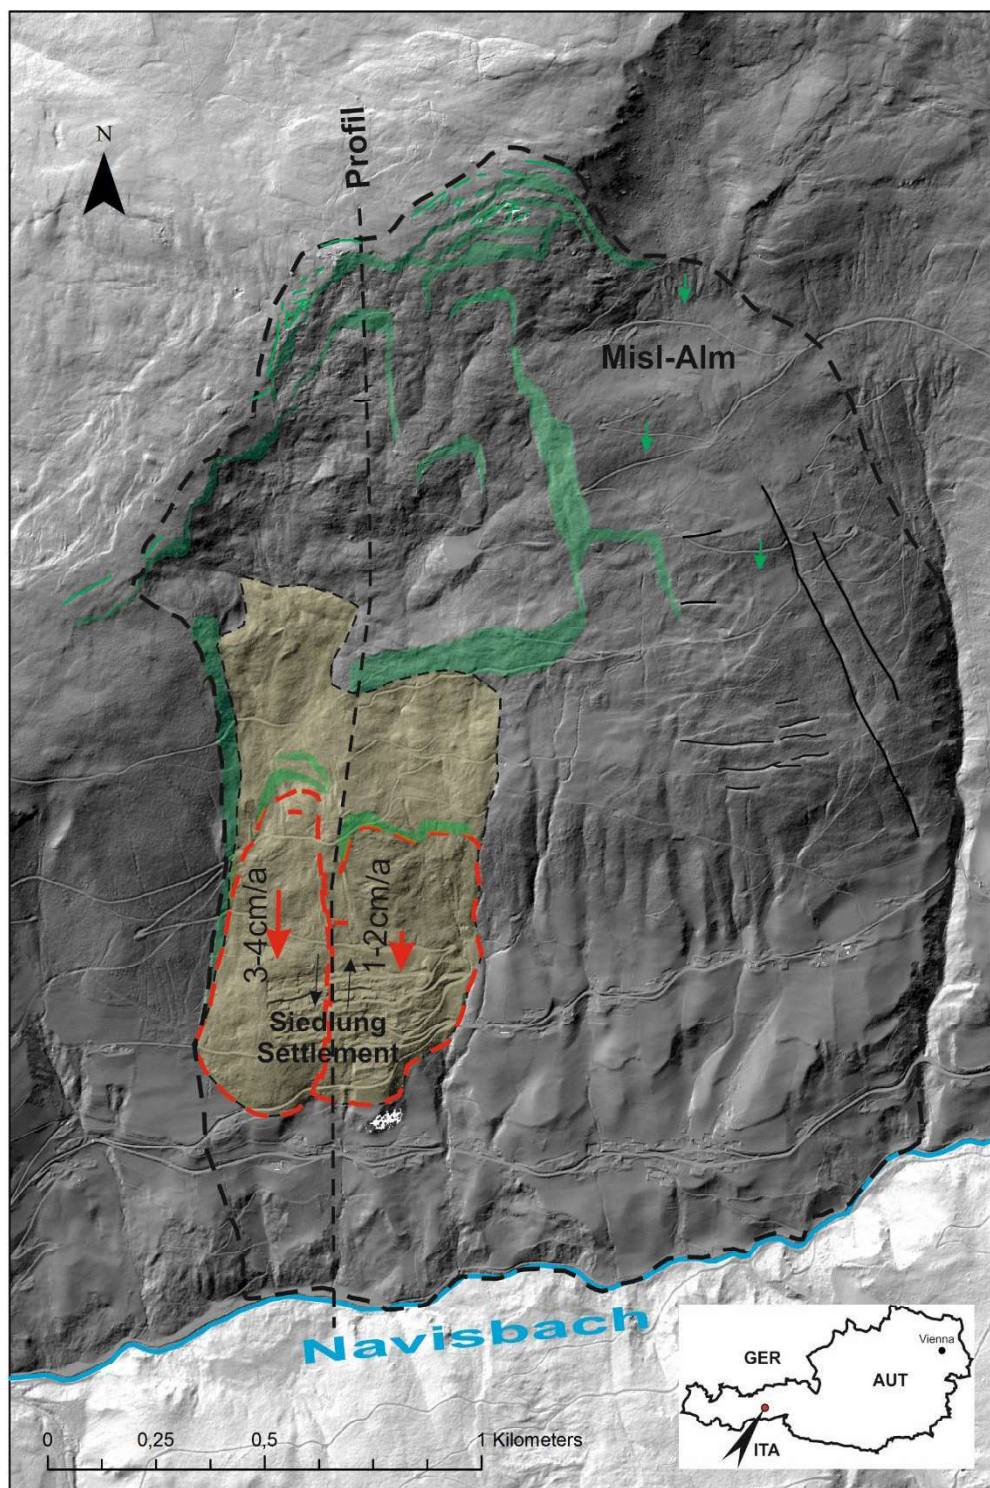 N
Profil
Misl-Alm
3-4cm/a
1-2cm/a
Siedlung
Settlement
Navisbach
0 0,25 0,5 1 Kilometers
Vienna
GER
AUT
ITA